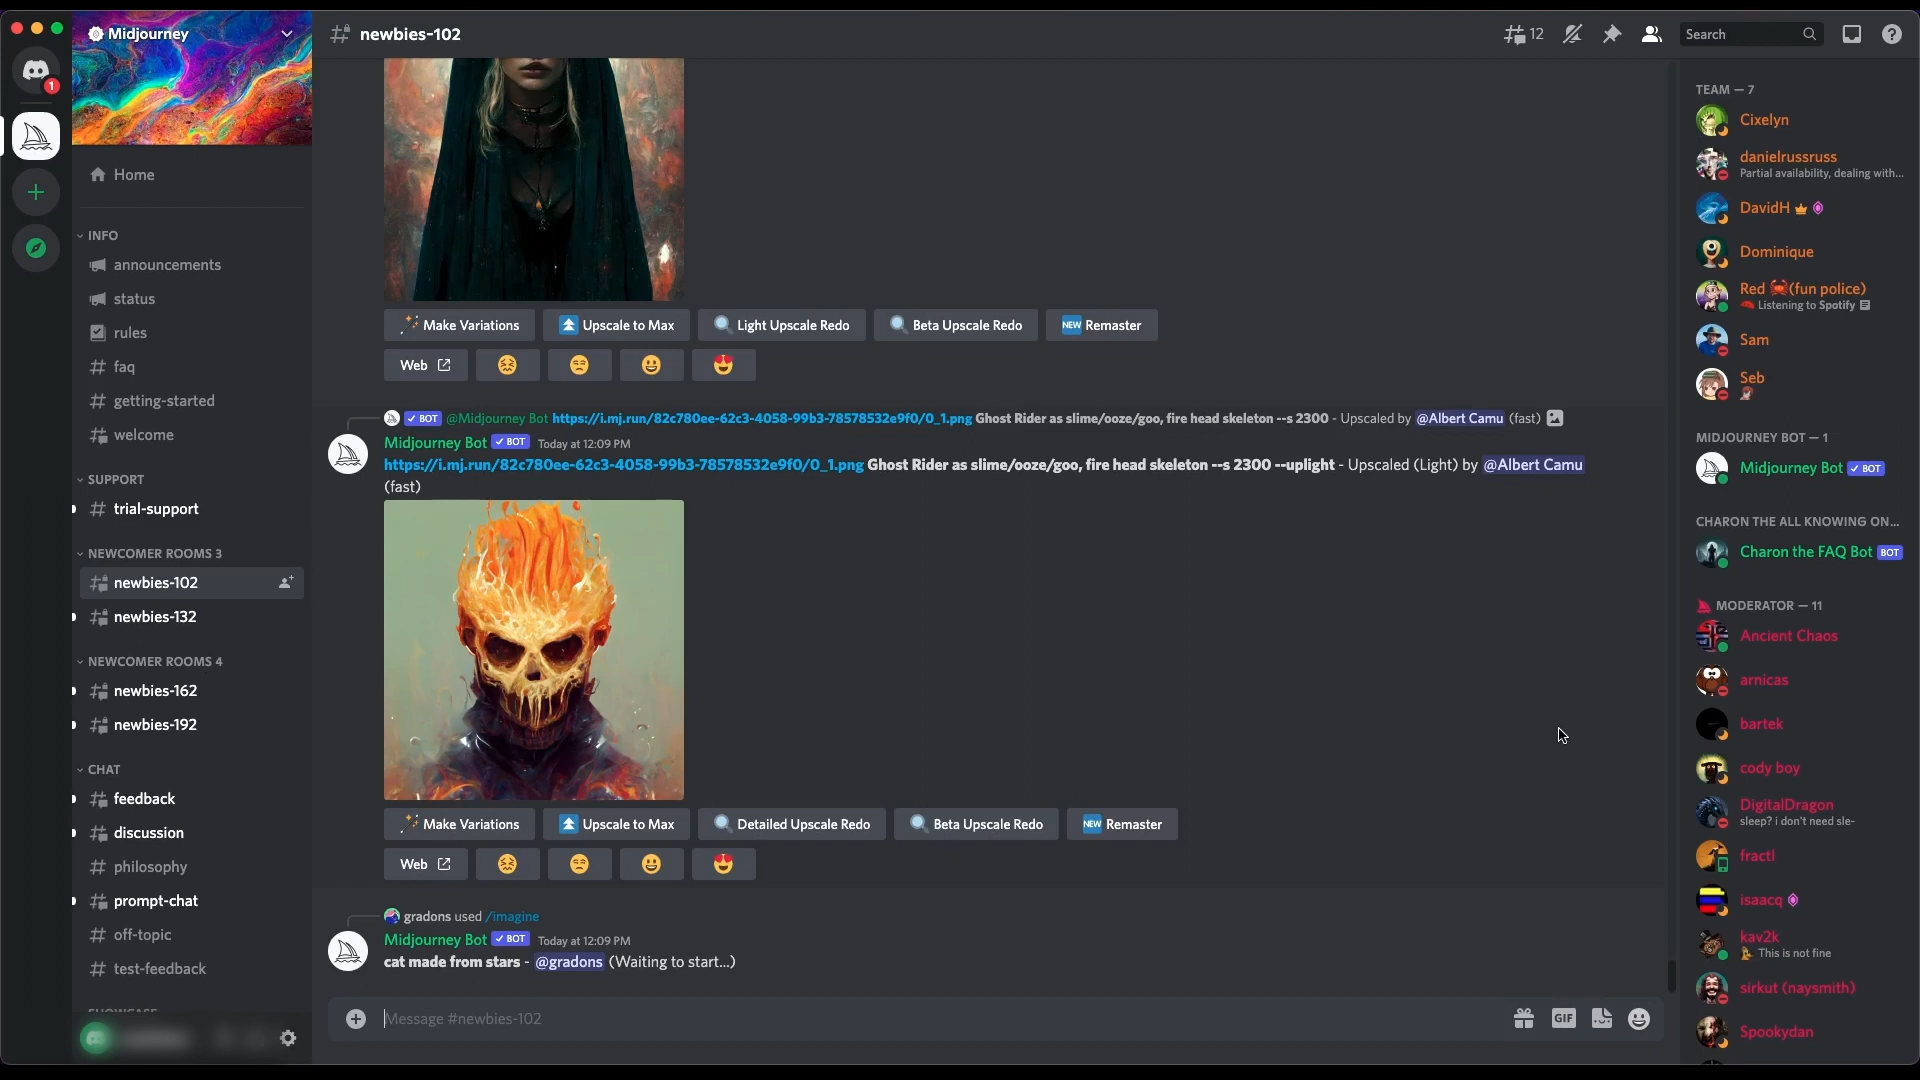 Midjourney
1
Home
INFO
announcements
status
rules
faq
getting-started
welcome
SUPPORT
trial-support
NEWCOMER ROOMS 3
newbies-102
newbies-132
NEWCOMER ROOMS 4
newbies-162
newbies-192
CHAT
feedback
discussion
philosophy
prompt-chat
off-topic
test-feedback
newbies-102
12
Search
Make Variations
Upscale to Max
Light Upscale Redo
Beta Upscale Redo
NEW Remaster
Web
BOT @Midjourney Bot https://i.mj.run/82c780ee-62c3-4058-99b3-78578532e9f0/0_1.png Ghost Rider as slime/ooze/goo, fire head skeleton --s 2300 - Upscaled by @Albert Camu (fast)
Midjourney Bot BOT Today at 12:09 PM
https://i.mj.run/82c780ee-62c3-4058-99b3-78578532e9f0/0_1.png Ghost Rider as slime/ooze/goo, fire head skeleton --s 2300 --uplight - Upscaled (Light) by @Albert Camu
(fast)
Make Variations
Upscale to Max
Detailed Upscale Redo
Beta Upscale Redo
NEW Remaster
Web
gradons used /imagine
Midjourney Bot BOT Today at 12:09 PM
cat made from stars - @gradons (Waiting to start...)
Message #newbies-102
GIF
TEAM — 7
Cixelyn
danielrussruss
Partial availability, dealing with...
DavidH
Dominique
Red (fun police)
Listening to Spotify
Sam
Seb
MIDJOURNEY BOT — 1
Midjourney Bot BOT
CHARON THE ALL KNOWING ON...
Charon the FAQ Bot BOT
MODERATOR — 11
Ancient Chaos
arnicas
bartek
cody boy
DigitalDragon
sleep? i don't need sle-
fractl
isaacq
kav2k
This is not fine
sirkut (naysmith)
Spookydan